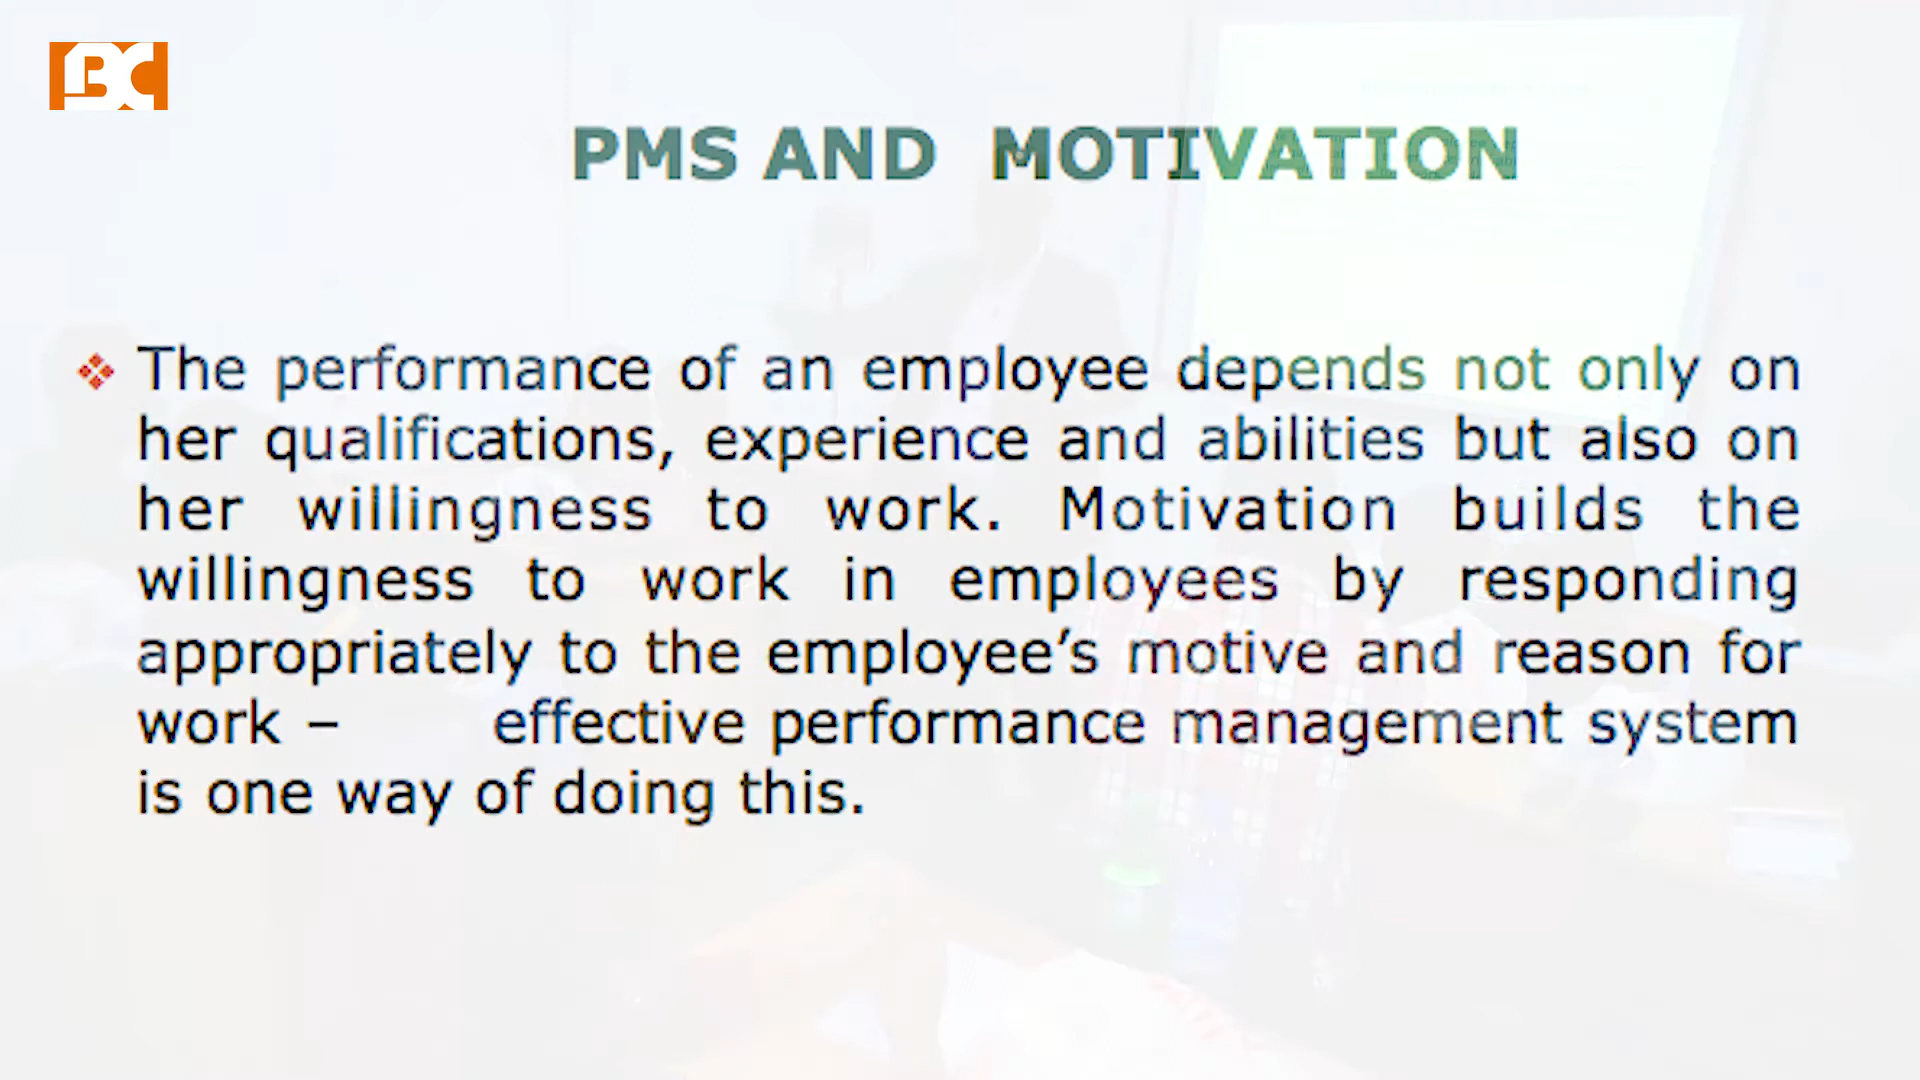 BC
PMS AND MOTIVATION
The performance of an employee depends not only on
her qualifications, experience and abilities but also on
her willingness to work. Motivation builds the
willingness to work in employees by responding
appropriately to the employee’s motive and reason for
work – effective performance management system
is one way of doing this.